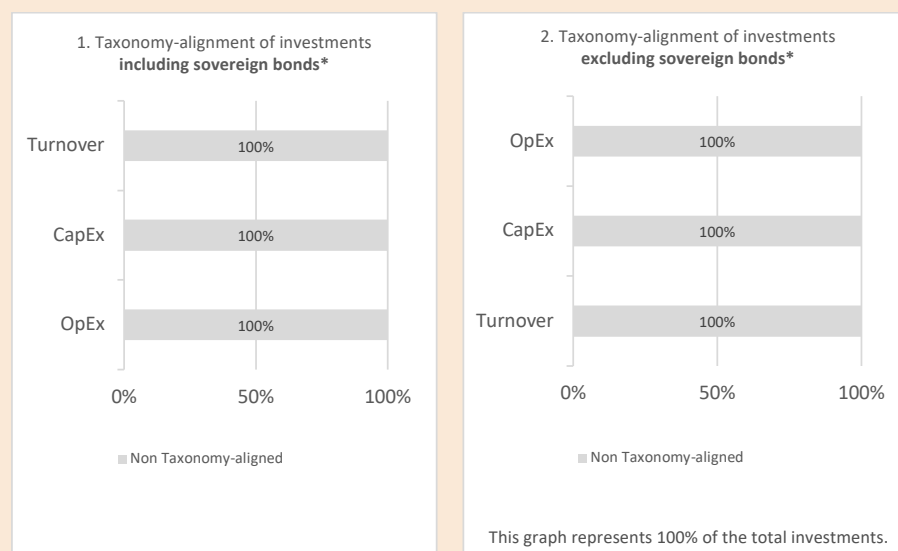 1. Taxonomy-alignment of investments
including sovereign bonds*
Turnover
100%
CapEx
100%
OpEx
100%
0%
50%
100%
Non Taxonomy-aligned
2. Taxonomy-alignment of investments
excluding sovereign bonds*
OpEx
100%
CapEx
100%
Turnover
100%
0%
50%
100%
Non Taxonomy-aligned
This graph represents 100% of the total investments.